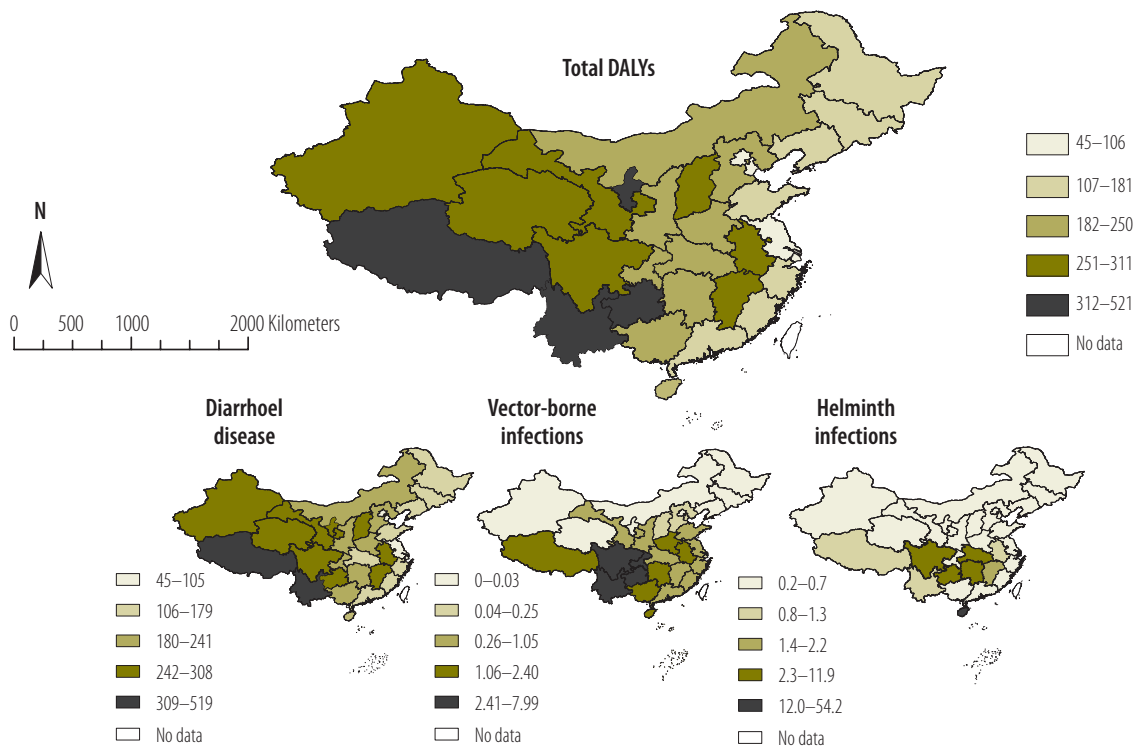 Total DALYs
45–106
107–181
182–250
251–311
312–521
No data
N
0 500 1000 2000 Kilometers
Diarrhoel
disease
45–105
106–179
180–241
242–308
309–519
No data
Vector-borne
infections
0–0.03
0.04–0.25
0.26–1.05
1.06–2.40
2.41–7.99
No data
Helminth
infections
0.2–0.7
0.8–1.3
1.4–2.2
2.3–11.9
12.0–54.2
No data